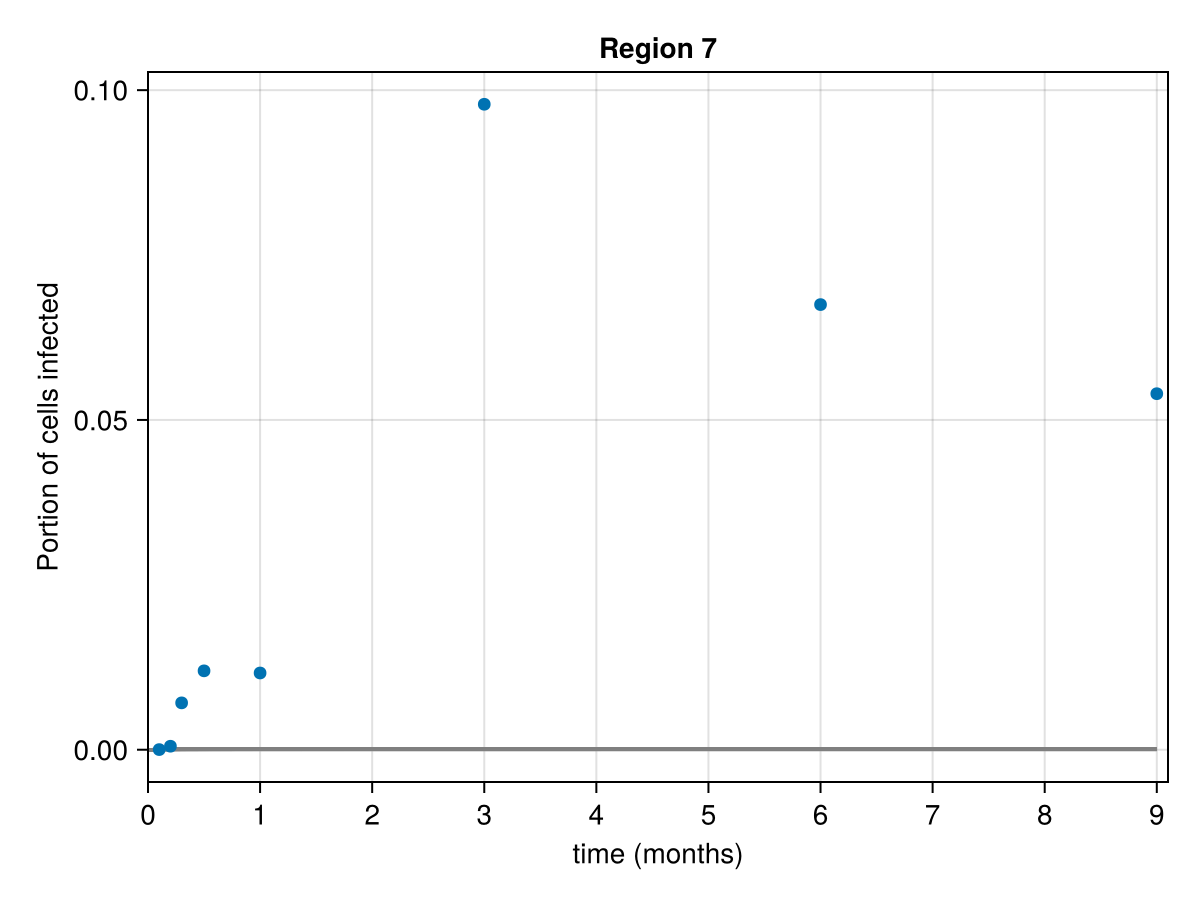 Region 7
0.10
0.05
0.00
Portion of cells infected
0 1 2 3 4 5 6 7 8 9
time (months)